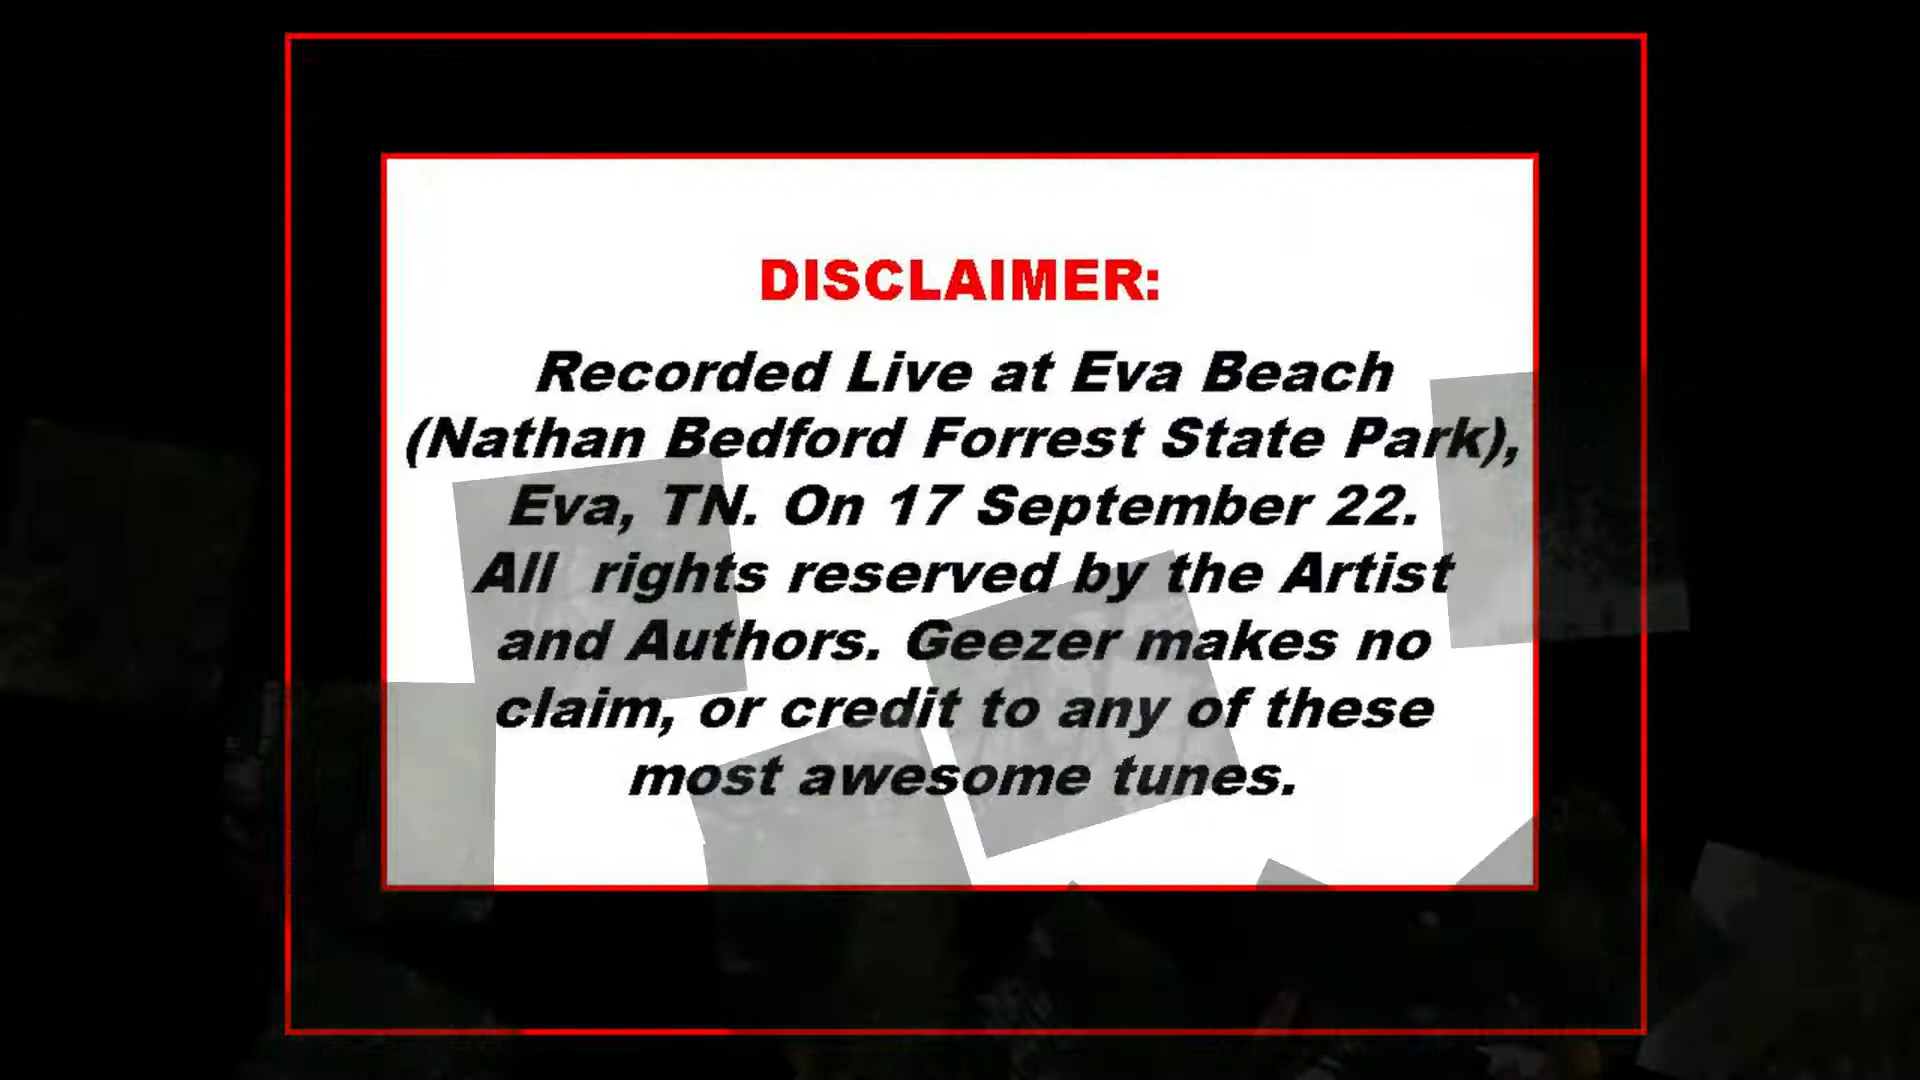 DISCLAIMER:
Recorded Live at Eva Beach
(Nathan Bedford Forrest State Park),
Eva, TN. On 17 September 22.
All  rights reserved by the Artist
and Authors. Geezer makes no
claim, or credit to any of these
most awesome tunes.